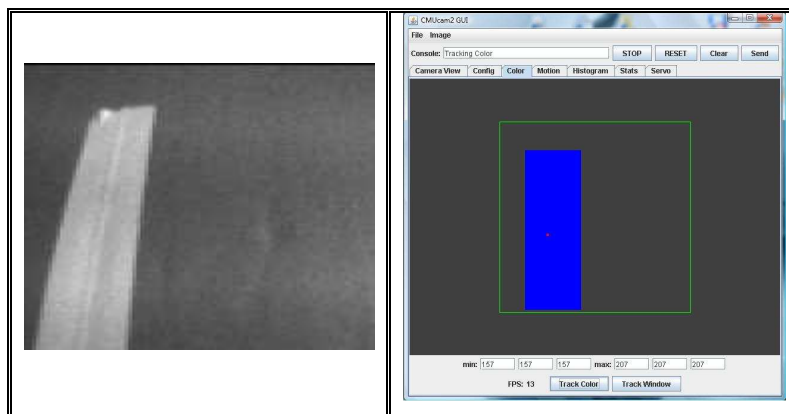 CMUcam2 GUI
File Image
Console: Tracking Color STOP RESET Clear Send
Camera View Config Color Motion Histogram Stats Servo
min: 157 157 157 max: 207 207 207
FPS: 13 Track Color Track Window